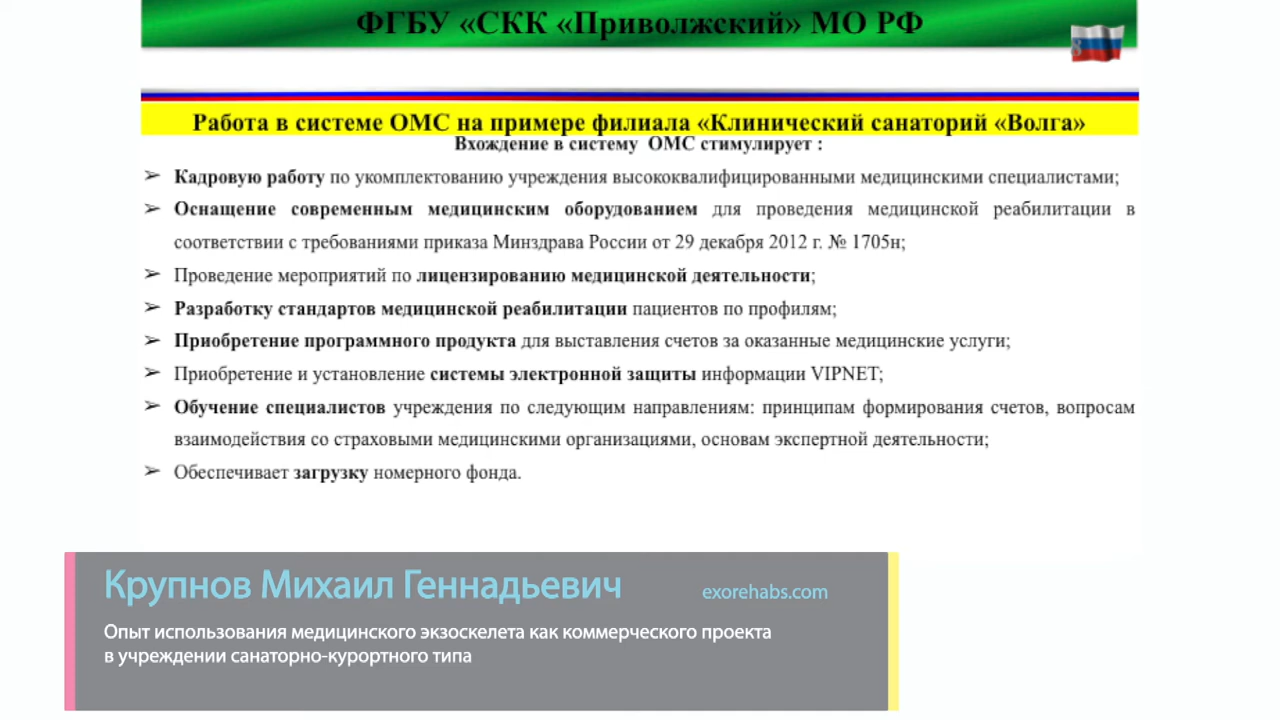 ФГБУ «СКК «Приволжский» МО РФ
8
Работа в системе ОМС на примере филиала «Клинический санаторий «Волга»
Вхождение в систему ОМС стимулирует :
➢ Кадровую работу по укомплектованию учреждения высококвалифицированными медицинскими специалистами;
➢ Оснащение современным медицинским оборудованием для проведения медицинской реабилитации в
соответствии с требованиями приказа Минздрава России от 29 декабря 2012 г. № 1705н;
➢ Проведение мероприятий по лицензированию медицинской деятельности;
➢ Разработку стандартов медицинской реабилитации пациентов по профилям;
➢ Приобретение программного продукта для выставления счетов за оказанные медицинские услуги;
➢ Приобретение и установление системы электронной защиты информации VIPNET;
➢ Обучение специалистов учреждения по следующим направлениям: принципам формирования счетов, вопросам
взаимодействия со страховыми медицинскими организациями, основам экспертной деятельности;
➢ Обеспечивает загрузку номерного фонда.
Крупнов Михаил Геннадьевич
exorehabs.com
Опыт использования медицинского экзоскелета как коммерческого проекта
в учреждении санаторно-курортного типа